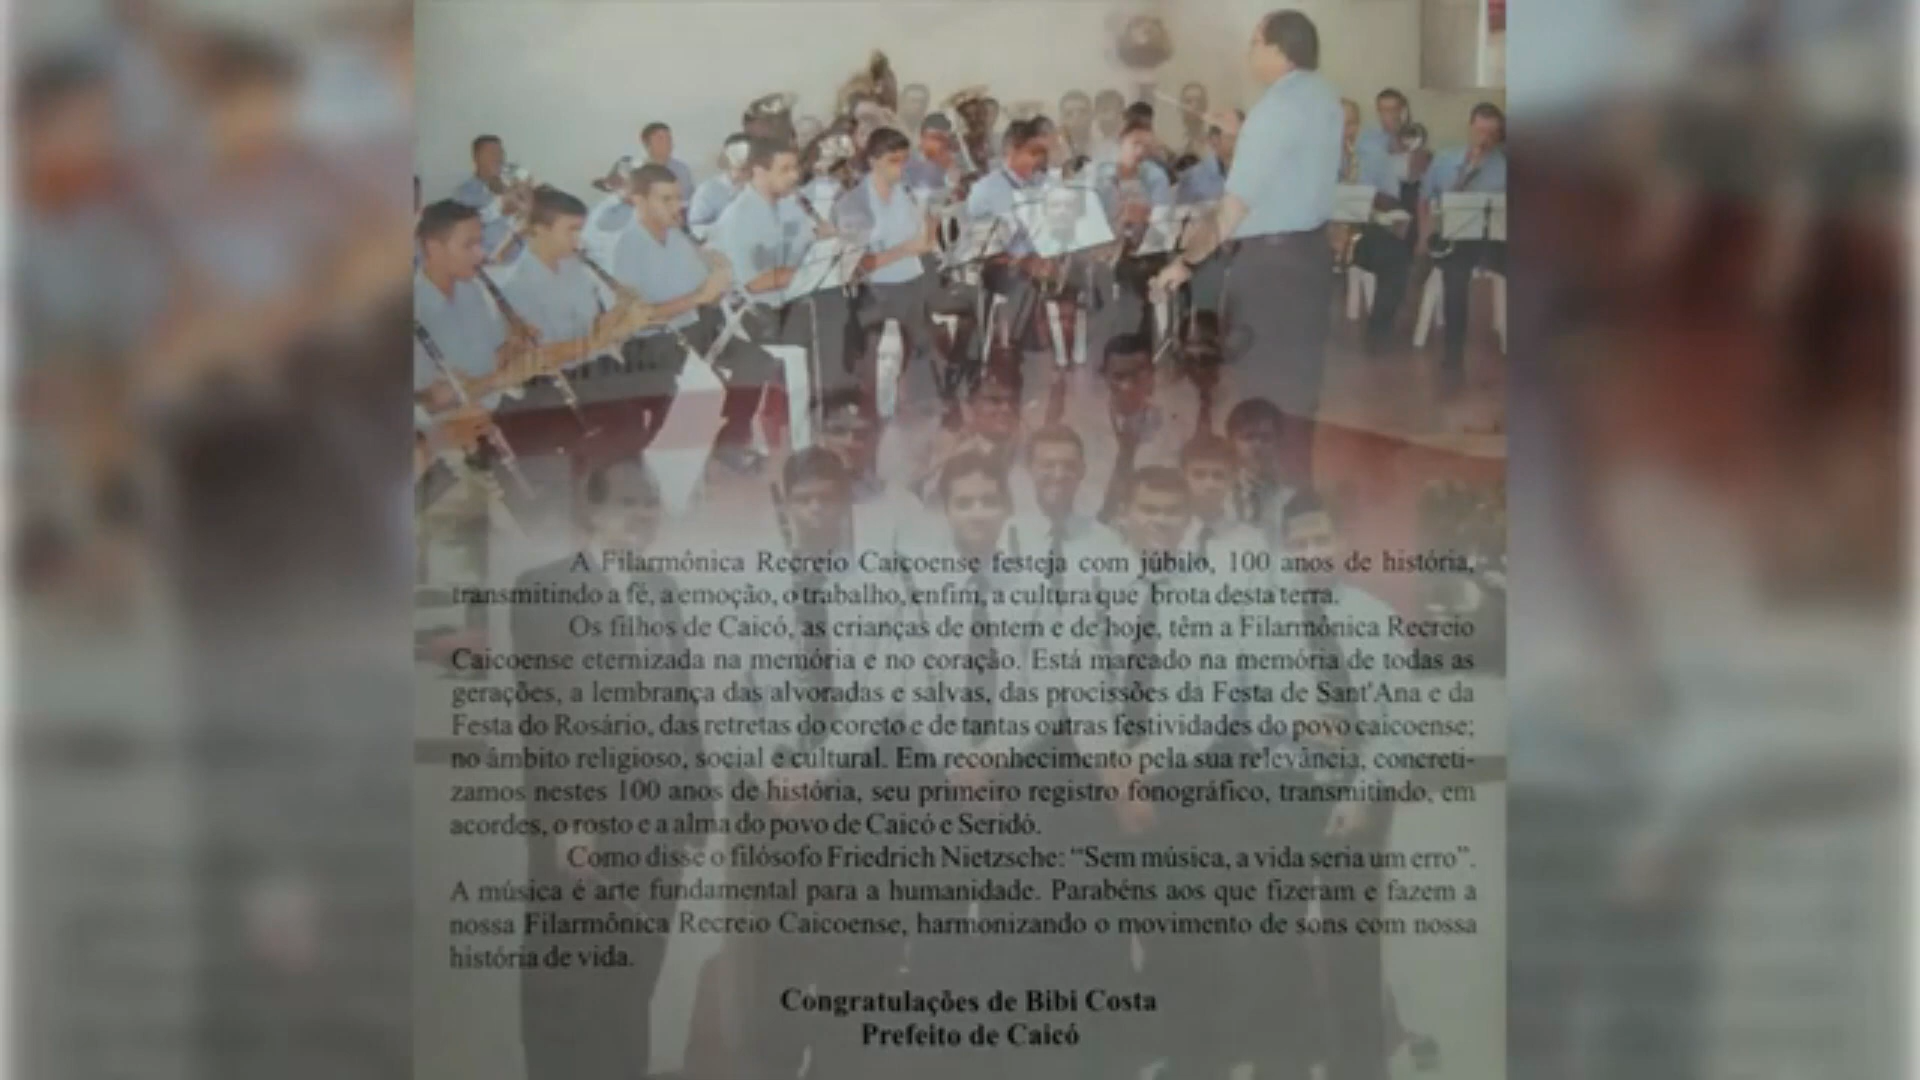 A Filarmônica Recreio Caicoense festeja com júbilo, 100 anos de história,
transmitindo a fé, a emoção, o trabalho, enfim, a cultura que brota desta terra.
Os filhos de Caicó, as crianças de ontem e de hoje, têm a Filarmônica Recreio
Caicoense eternizada na memória e no coração. Está marcado na memória de todas as
gerações, a lembrança das alvoradas e salvas, das procissões da Festa de Sant'Ana e da
Festa do Rosário, das retretas do coreto e de tantas outras festividades do povo caicoense;
no âmbito religioso, social e cultural. Em reconhecimento pela sua relevância, concreti-
zamos nestes 100 anos de história, seu primeiro registro fonográfico, transmitindo, em
acordes, o rosto e a alma do povo de Caicó e Seridó.
Como disse o filósofo Friedrich Nietzsche: “Sem música, a vida seria um erro”.
A música é arte fundamental para a humanidade. Parabéns aos que fizeram e fazem a
nossa Filarmônica Recreio Caicoense, harmonizando o movimento de sons com nossa
história de vida.
Congratulações de Bibi Costa
Prefeito de Caicó